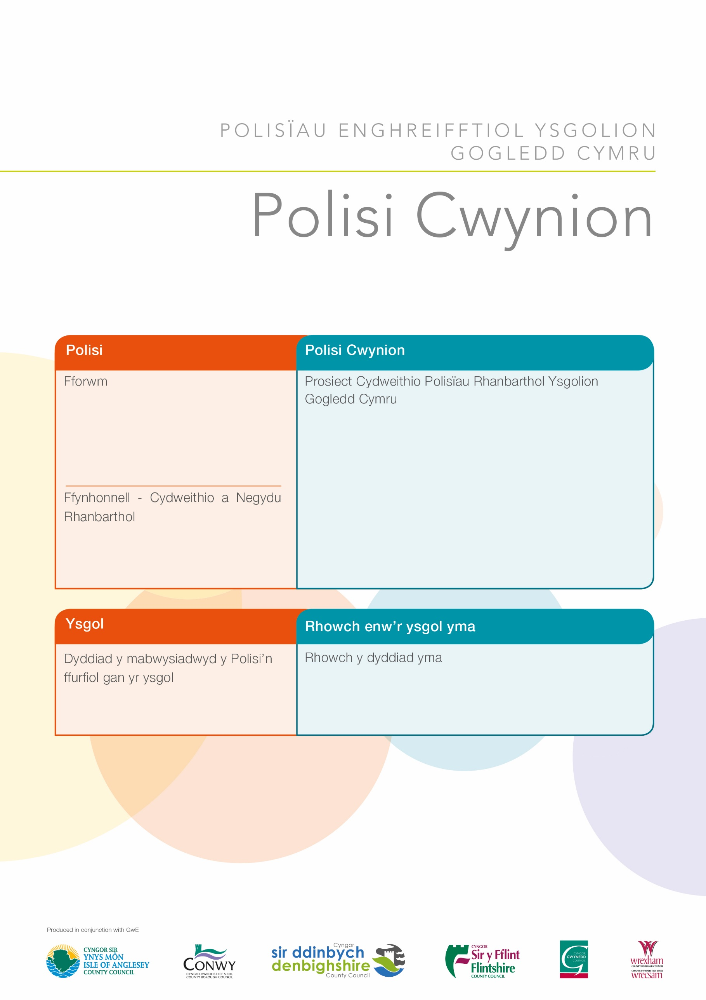 POLISÏAU ENGHREIFFTIOL YSGOLION
GOGLEDD CYMRU
Polisi Cwynion
Polisi
Polisi Cwynion
Fforwm
Prosiect Cydweithio Polisïau Rhanbarthol Ysgolion
Gogledd Cymru
Ffynhonnell - Cydweithio a Negydu
Rhanbarthol
Ysgol
Rhowch enw’r ysgol yma
Dyddiad y mabwysiadwyd y Polisi’n
ffurfiol gan yr ysgol
Rhowch y dyddiad yma
Produced in conjunction with GwE
CYNGOR SIR
YNYS MÔN
ISLE OF ANGLESEY
COUNTY COUNCIL
CONWY
CYNGOR BWRDEISTREF SIROL
COUNTY BOROUGH COUNCIL
Cyngor
sir ddinbych
denbighshire
County Council
CYNGOR
Sir y Fflint
Flintshire
COUNTY COUNCIL
CYNGOR
GWYNEDD
COUNCIL
wrexham
COUNTY BOROUGH COUNCIL
CYNGOR BWRDEISTREF SIROL
wrecsam